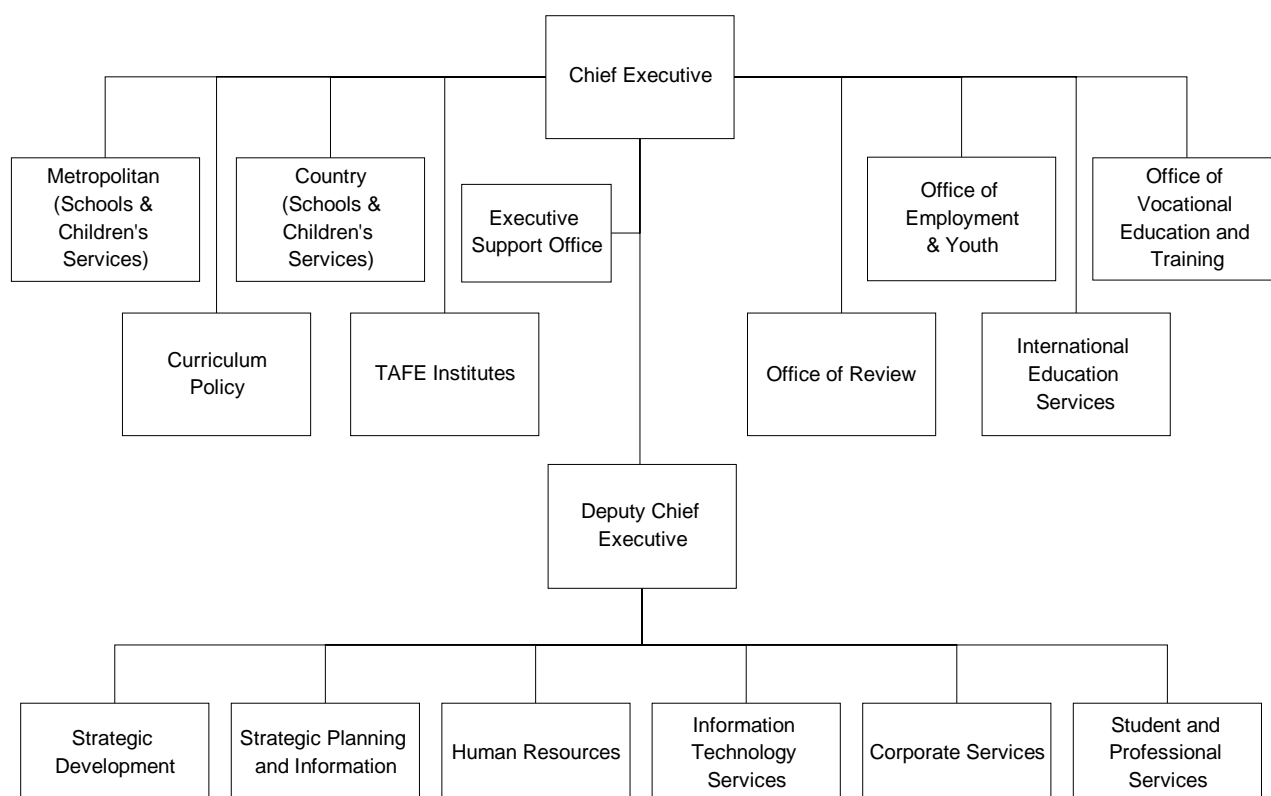 Chief Executive
Metropolitan
(Schools &
Children's
Services)
Country
(Schools &
Children's
Services)
Executive
Support Office
Office of
Employment
& Youth
Office of
Vocational
Education and
Training
Curriculum
Policy
TAFE Institutes
Office of Review
International
Education
Services
Deputy Chief
Executive
Strategic
Development
Strategic Planning
and Information
Human Resources
Information
Technology
Services
Corporate Services
Student and
Professional
Services